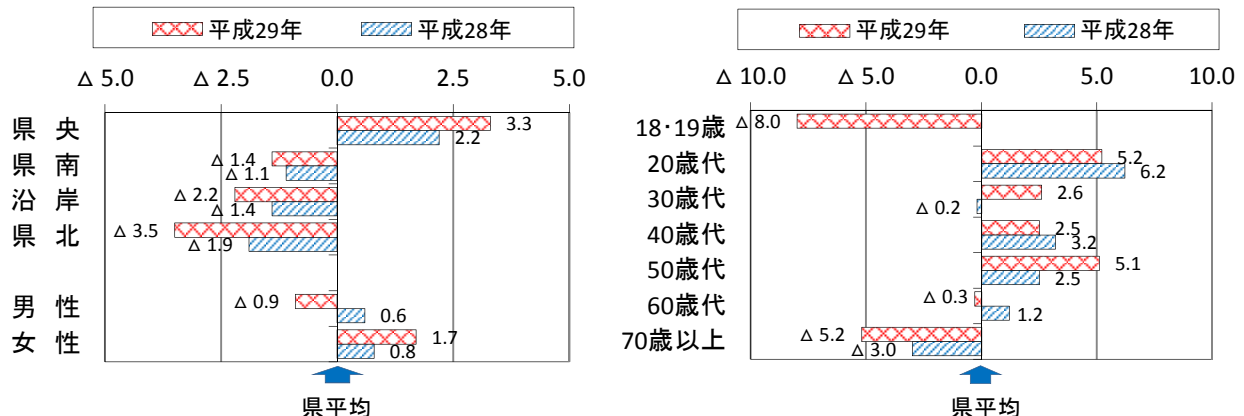 平成29年 平成28年
△ 5.0 △ 2.5 0.0 2.5 5.0
県 央 3.3
2.2
県 南 △ 1.4
△ 1.1
沿 岸 △ 2.2
△ 1.4
県 北 △ 3.5
△ 1.9
男 性 △ 0.9
0.6
女 性 1.7
0.8
県平均
平成29年 平成28年
△ 10.0 △ 5.0 0.0 5.0 10.0
18･19歳 △ 8.0
20歳代 5.2
6.2
30歳代 2.6
△ 0.2
40歳代 2.5
3.2
50歳代 5.1
2.5
60歳代 △ 0.3
1.2
70歳以上 △ 5.2
△ 3.0
県平均